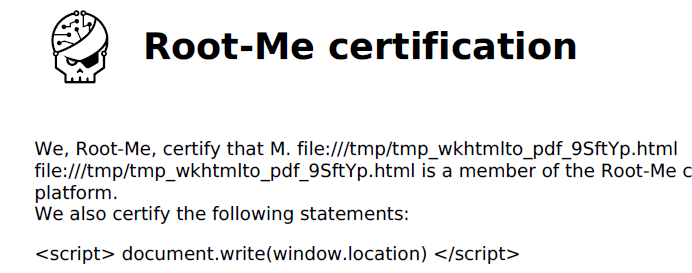 Root-Me certification
We, Root-Me, certify that M. file:///tmp/tmp_wkhtmlto_pdf_9SftYp.html
file:///tmp/tmp_wkhtmlto_pdf_9SftYp.html is a member of the Root-Me c
platform.
We also certify the following statements:
<script> document.write(window.location) </script>